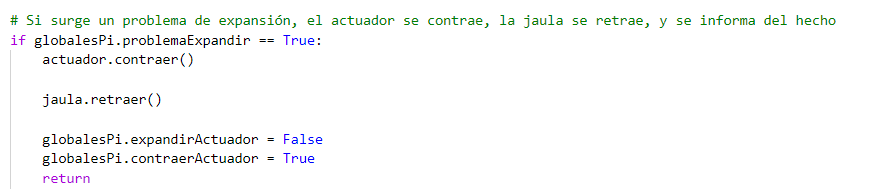 # Si surge un problema de expansión, el actuador se contrae, la jaula se retrae, y se informa del hecho
if globalesPi.problemaExpandir == True:
    actuador.contraer()
    jaula.retraer()
    globalesPi.expandirActuador = False
    globalesPi.contraerActuador = True
    return